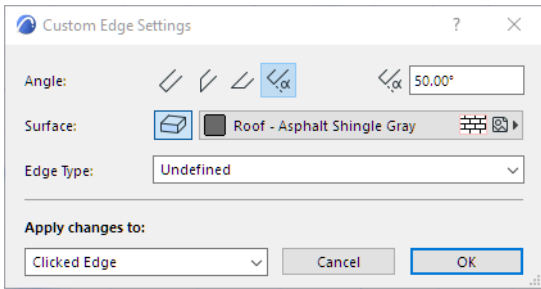 Custom Edge Settings ?
Angle: α α 50.00°
Surface: Roof - Asphalt Shingle Gray
Edge Type: Undefined
Apply changes to:
Clicked Edge Cancel OK